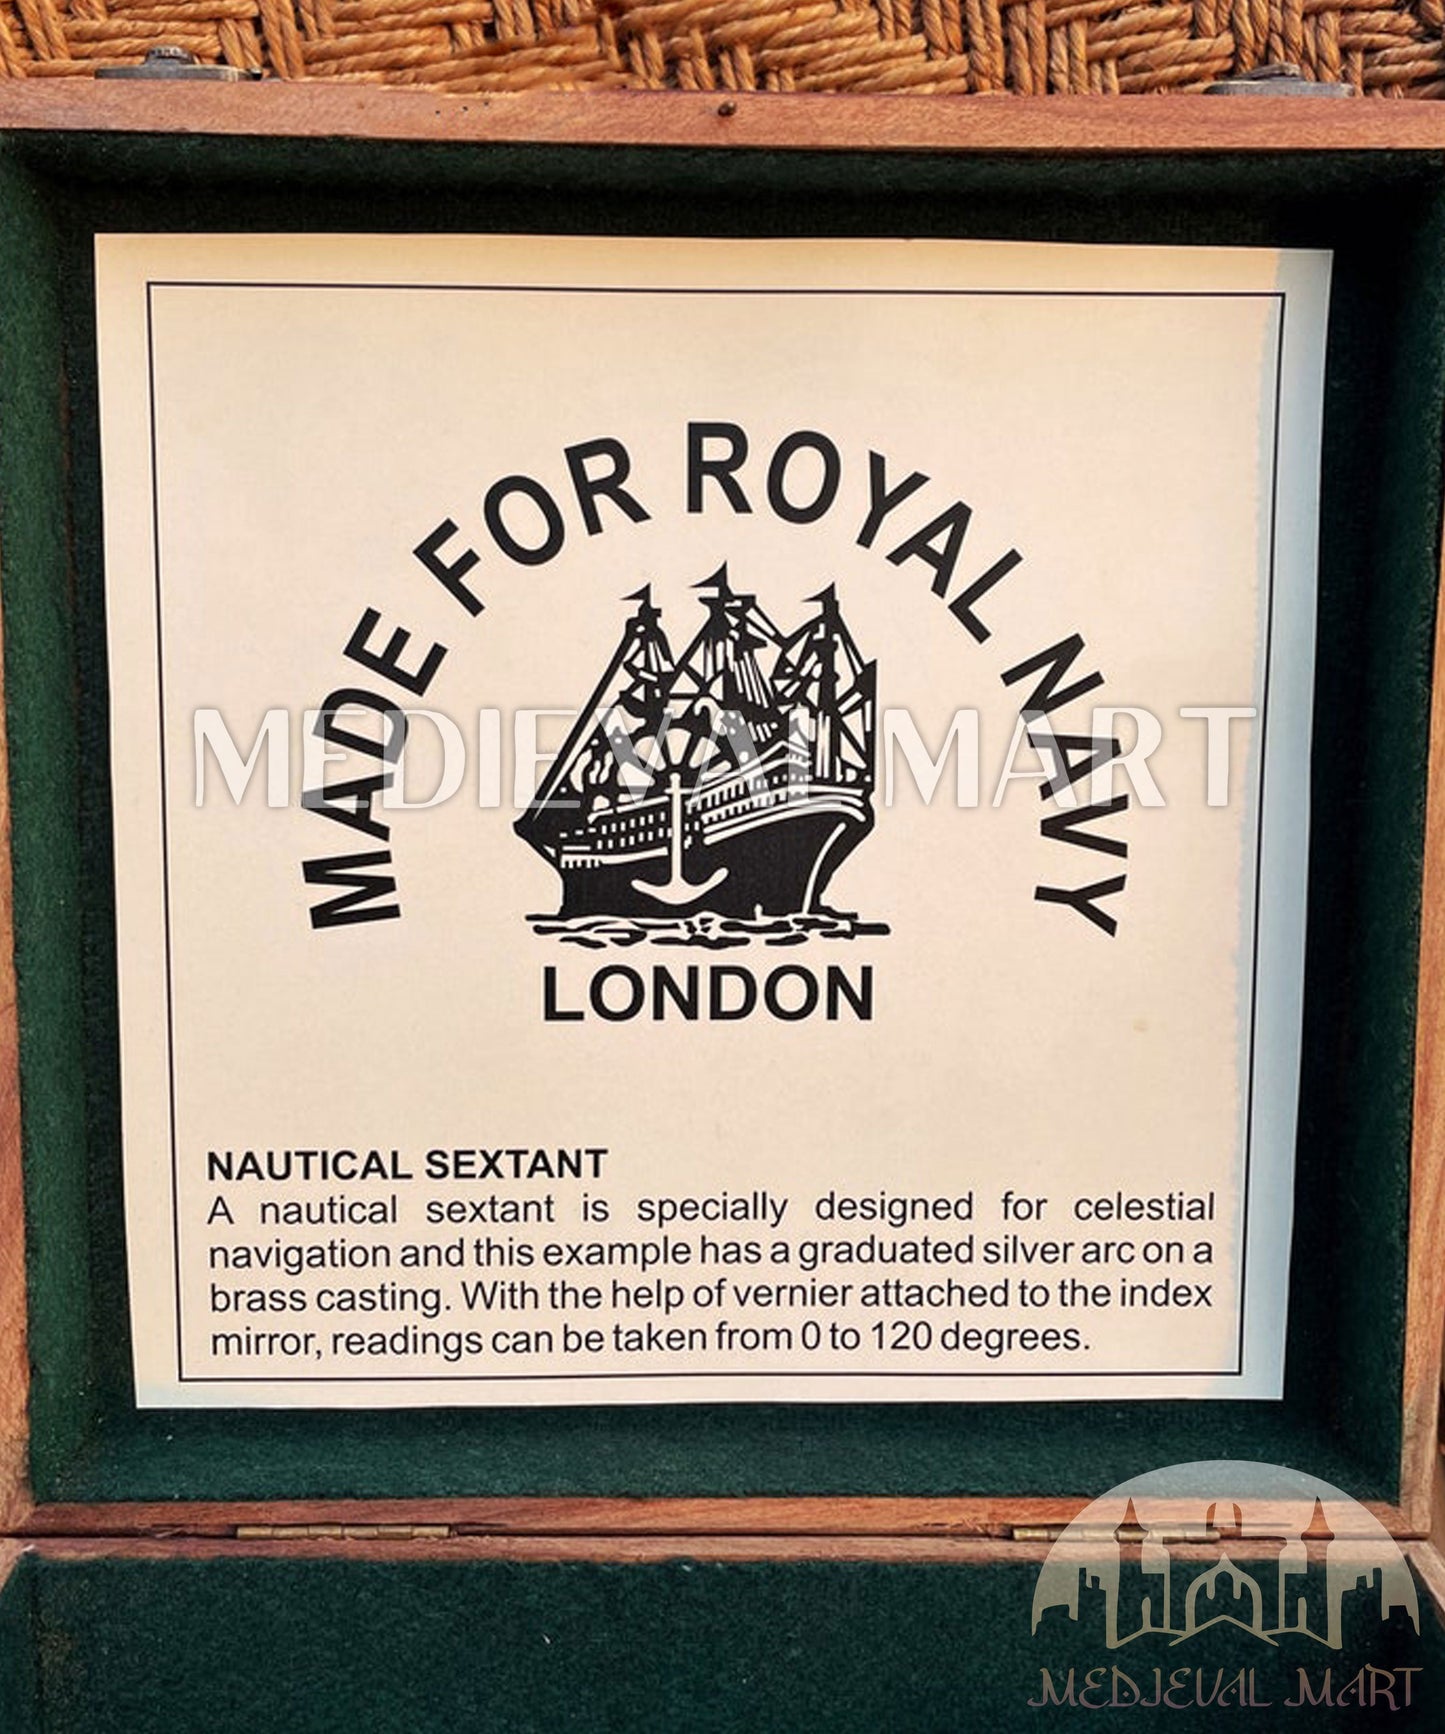 MADE FOR ROYAL NAVY
MEDIEVAL MART
LONDON
NAUTICAL SEXTANT
A nautical sextant is specially designed for celestial
navigation and this example has a graduated silver arc on a
brass casting. With the help of vernier attached to the index
mirror, readings can be taken from 0 to 120 degrees.
MEDIEVAL MART